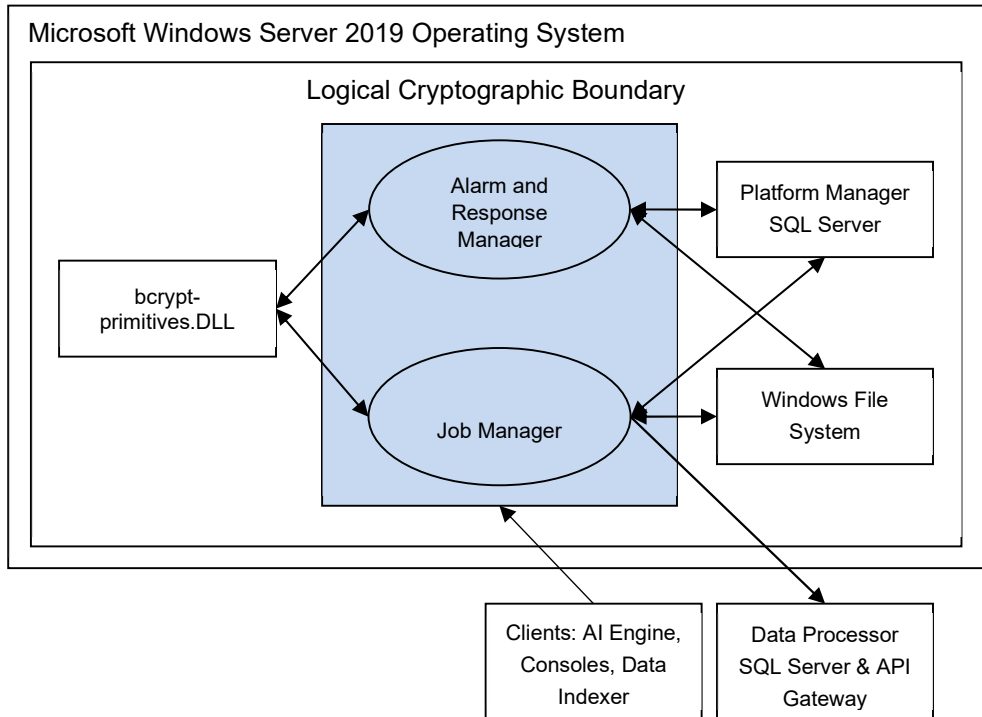 Microsoft Windows Server 2019 Operating System
Logical Cryptographic Boundary
Alarm and
Response
Manager
Platform Manager
SQL Server
bcrypt-
primitives.DLL
Job Manager
Windows File
System
Clients: AI Engine,
Consoles, Data
Indexer
Data Processor
SQL Server & API
Gateway